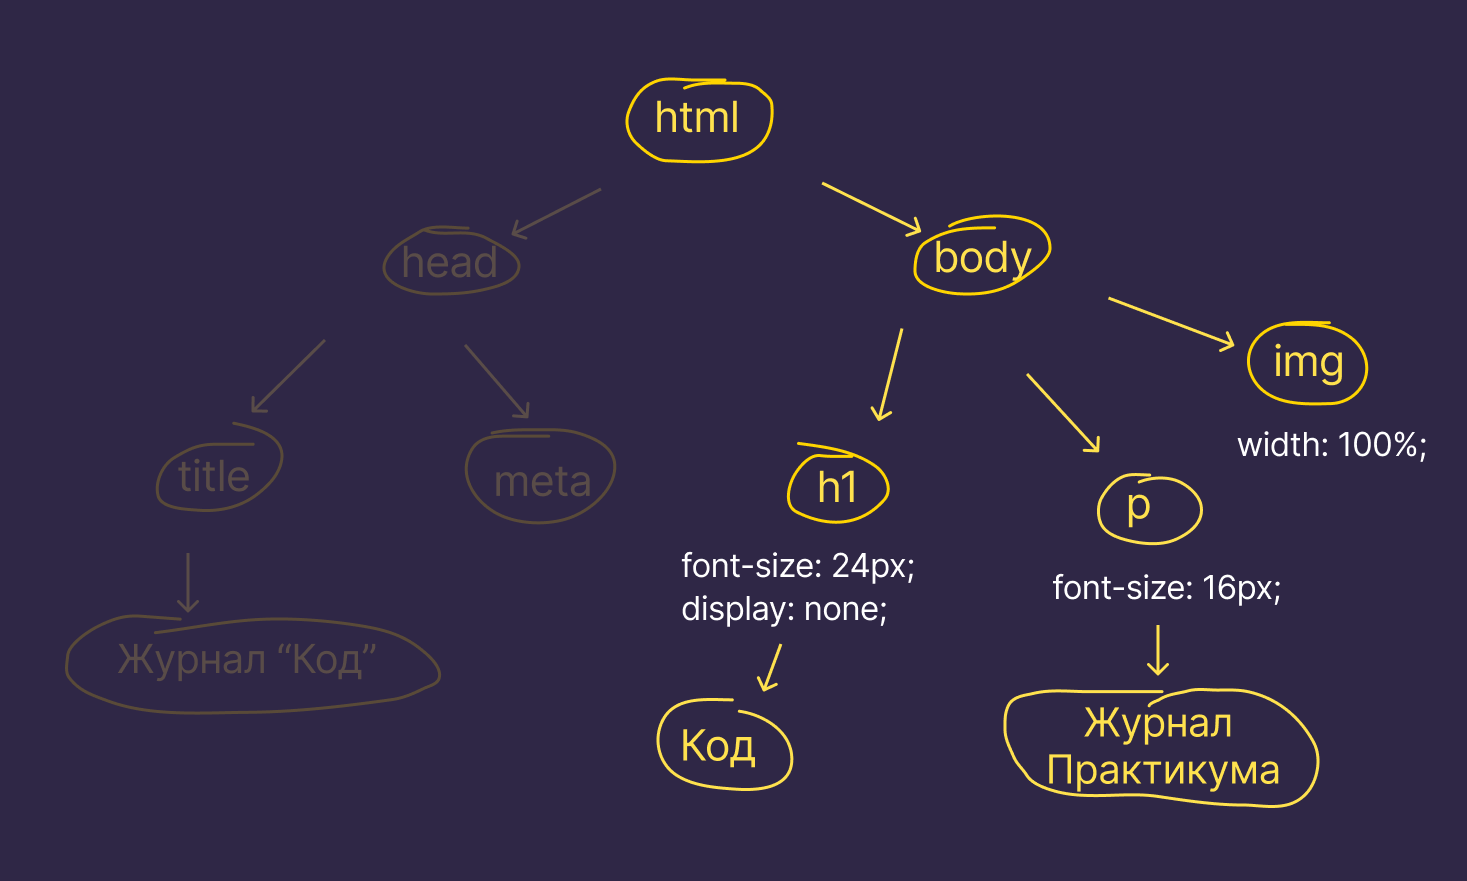 html
head
body
img
width: 100%;
title
meta
h1
p
font-size: 24px;
display: none;
font-size: 16px;
Журнал “Код”
Код
Журнал
Практикума